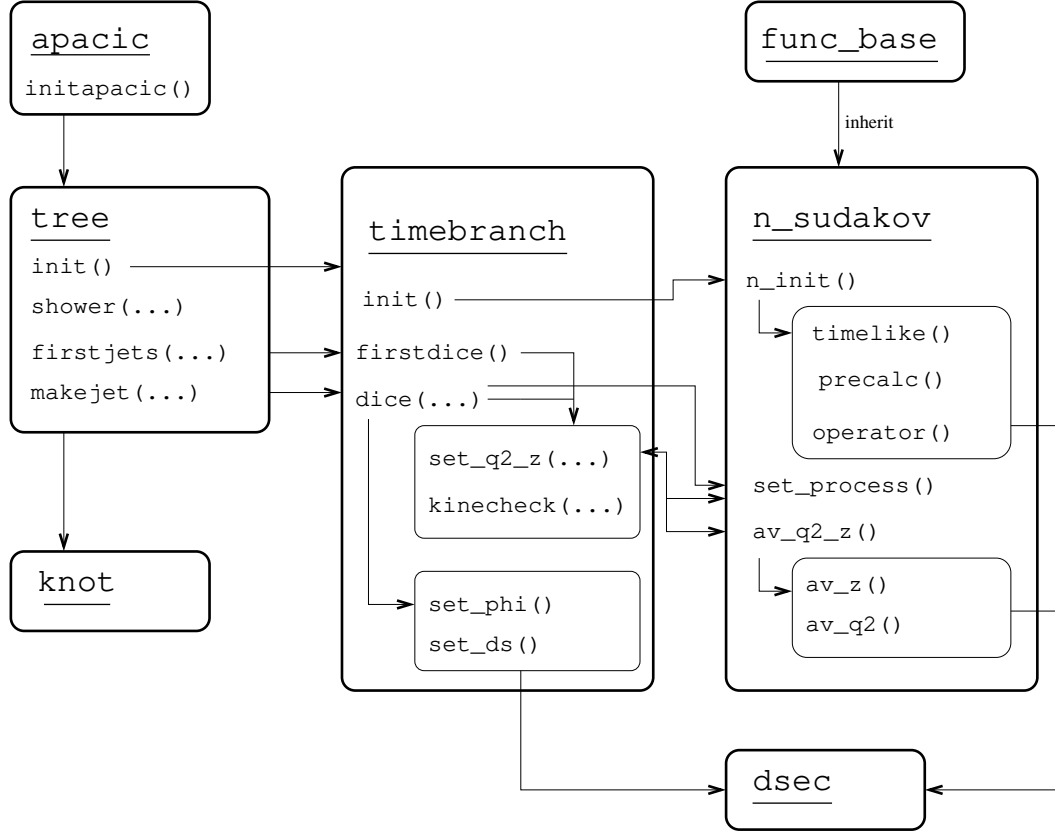 apacic
initapacic()
func_base
inherit
tree
init()
shower(...)
firstjets(...)
makejet(...)
knot
timebranch
init()
firstdice()
dice(...)
set_q2_z(...)
kinecheck(...)
set_phi()
set_ds()
n_sudakov
n_init()
timelike()
precalc()
operator()
set_process()
av_q2_z()
av_z()
av_q2()
dsec